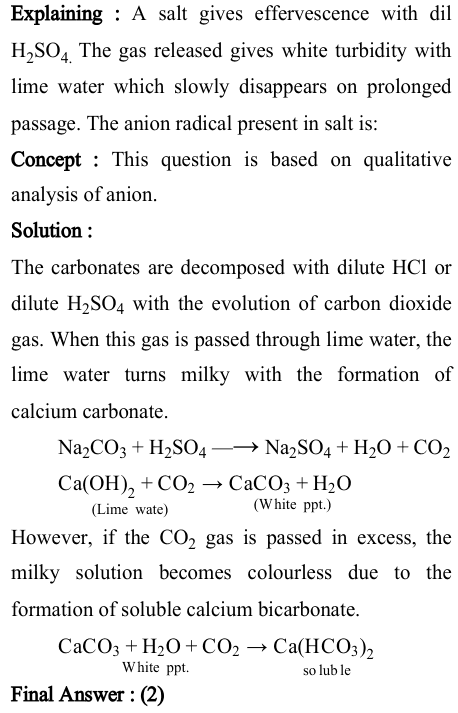 Explaining : A salt gives effervescence with dil
H₂SO₄. The gas released gives white turbidity with
lime water which slowly disappears on prolonged
passage. The anion radical present in salt is:
Concept : This question is based on qualitative
analysis of anion.
Solution :
The carbonates are decomposed with dilute HCl or
dilute H₂SO₄ with the evolution of carbon dioxide
gas. When this gas is passed through lime water, the
lime water turns milky with the formation of
calcium carbonate.
Na₂CO₃ + H₂SO₄ ⟶ Na₂SO₄ + H₂O + CO₂
Ca(OH)₂ + CO₂ → CaCO₃ + H₂O
(Lime wate) (White ppt.)
However, if the CO₂ gas is passed in excess, the
milky solution becomes colourless due to the
formation of soluble calcium bicarbonate.
CaCO₃ + H₂O + CO₂ → Ca(HCO₃)₂
White ppt. so lub le
Final Answer : (2)